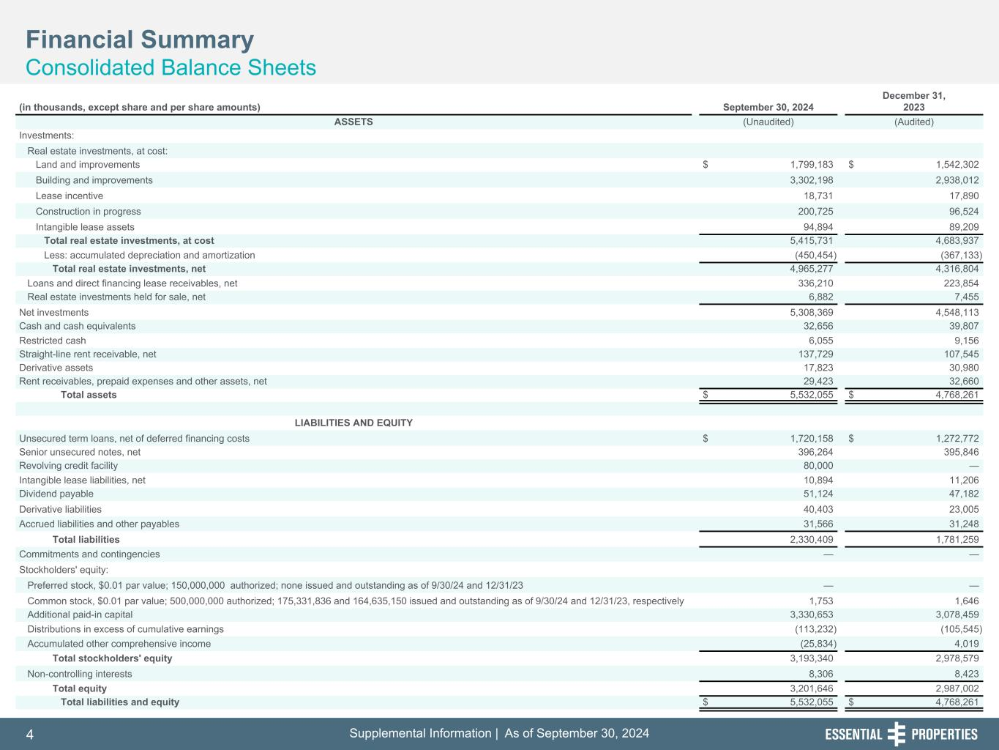 Financial Summary
Consolidated Balance Sheets
(in thousands, except share and per share amounts) September 30, 2024 December 31, 2023
ASSETS (Unaudited) (Audited)
Investments:
Real estate investments, at cost:
Land and improvements $ 1,799,183 $ 1,542,302
Building and improvements 3,302,198 2,938,012
Lease incentive 18,731 17,890
Construction in progress 200,725 96,524
Intangible lease assets 94,894 89,209
Total real estate investments, at cost 5,415,731 4,683,937
Less: accumulated depreciation and amortization (450,454) (367,133)
Total real estate investments, net 4,965,277 4,316,804
Loans and direct financing lease receivables, net 336,210 223,854
Real estate investments held for sale, net 6,882 7,455
Net investments 5,308,369 4,548,113
Cash and cash equivalents 32,656 39,807
Restricted cash 6,055 9,156
Straight-line rent receivable, net 137,729 107,545
Derivative assets 17,823 30,980
Rent receivables, prepaid expenses and other assets, net 29,423 32,660
Total assets $ 5,532,055 $ 4,768,261
LIABILITIES AND EQUITY
Unsecured term loans, net of deferred financing costs $ 1,720,158 $ 1,272,772
Senior unsecured notes, net 396,264 395,846
Revolving credit facility 80,000 —
Intangible lease liabilities, net 10,894 11,206
Dividend payable 51,124 47,182
Derivative liabilities 40,403 23,005
Accrued liabilities and other payables 31,566 31,248
Total liabilities 2,330,409 1,781,259
Commitments and contingencies — —
Stockholders' equity:
Preferred stock, $0.01 par value; 150,000,000 authorized; none issued and outstanding as of 9/30/24 and 12/31/23 — —
Common stock, $0.01 par value; 500,000,000 authorized; 175,331,836 and 164,635,150 issued and outstanding as of 9/30/24 and 12/31/23, respectively 1,753 1,646
Additional paid-in capital 3,330,653 3,078,459
Distributions in excess of cumulative earnings (113,232) (105,545)
Accumulated other comprehensive income (25,834) 4,019
Total stockholders' equity 3,193,340 2,978,579
Non-controlling interests 8,306 8,423
Total equity 3,201,646 2,987,002
Total liabilities and equity $ 5,532,055 $ 4,768,261
4 Supplemental Information | As of September 30, 2024 ESSENTIAL PROPERTIES